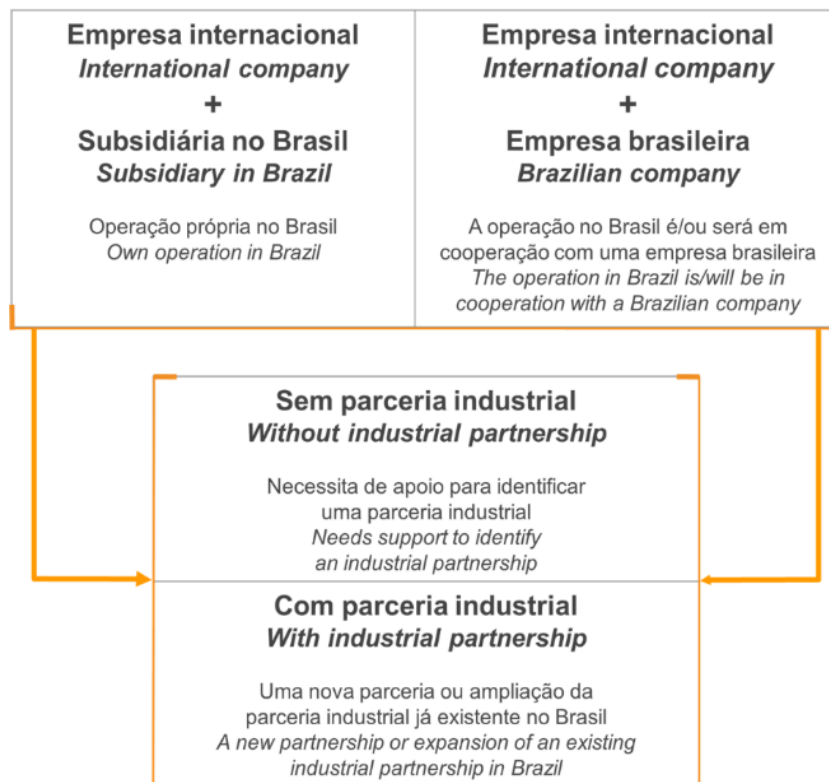 Empresa internacional
International company
+
Subsidiária no Brasil
Subsidiary in Brazil
Operação própria no Brasil
Own operation in Brazil
Empresa internacional
International company
+
Empresa brasileira
Brazilian company
A operação no Brasil é/ou será em
cooperação com uma empresa brasileira
The operation in Brazil is/will be in
cooperation with a Brazilian company
Sem parceria industrial
Without industrial partnership
Necessita de apoio para identificar
uma parceria industrial
Needs support to identify
an industrial partnership
Com parceria industrial
With industrial partnership
Uma nova parceria ou ampliação da
parceria industrial já existente no Brasil
A new partnership or expansion of an existing
industrial partnership in Brazil